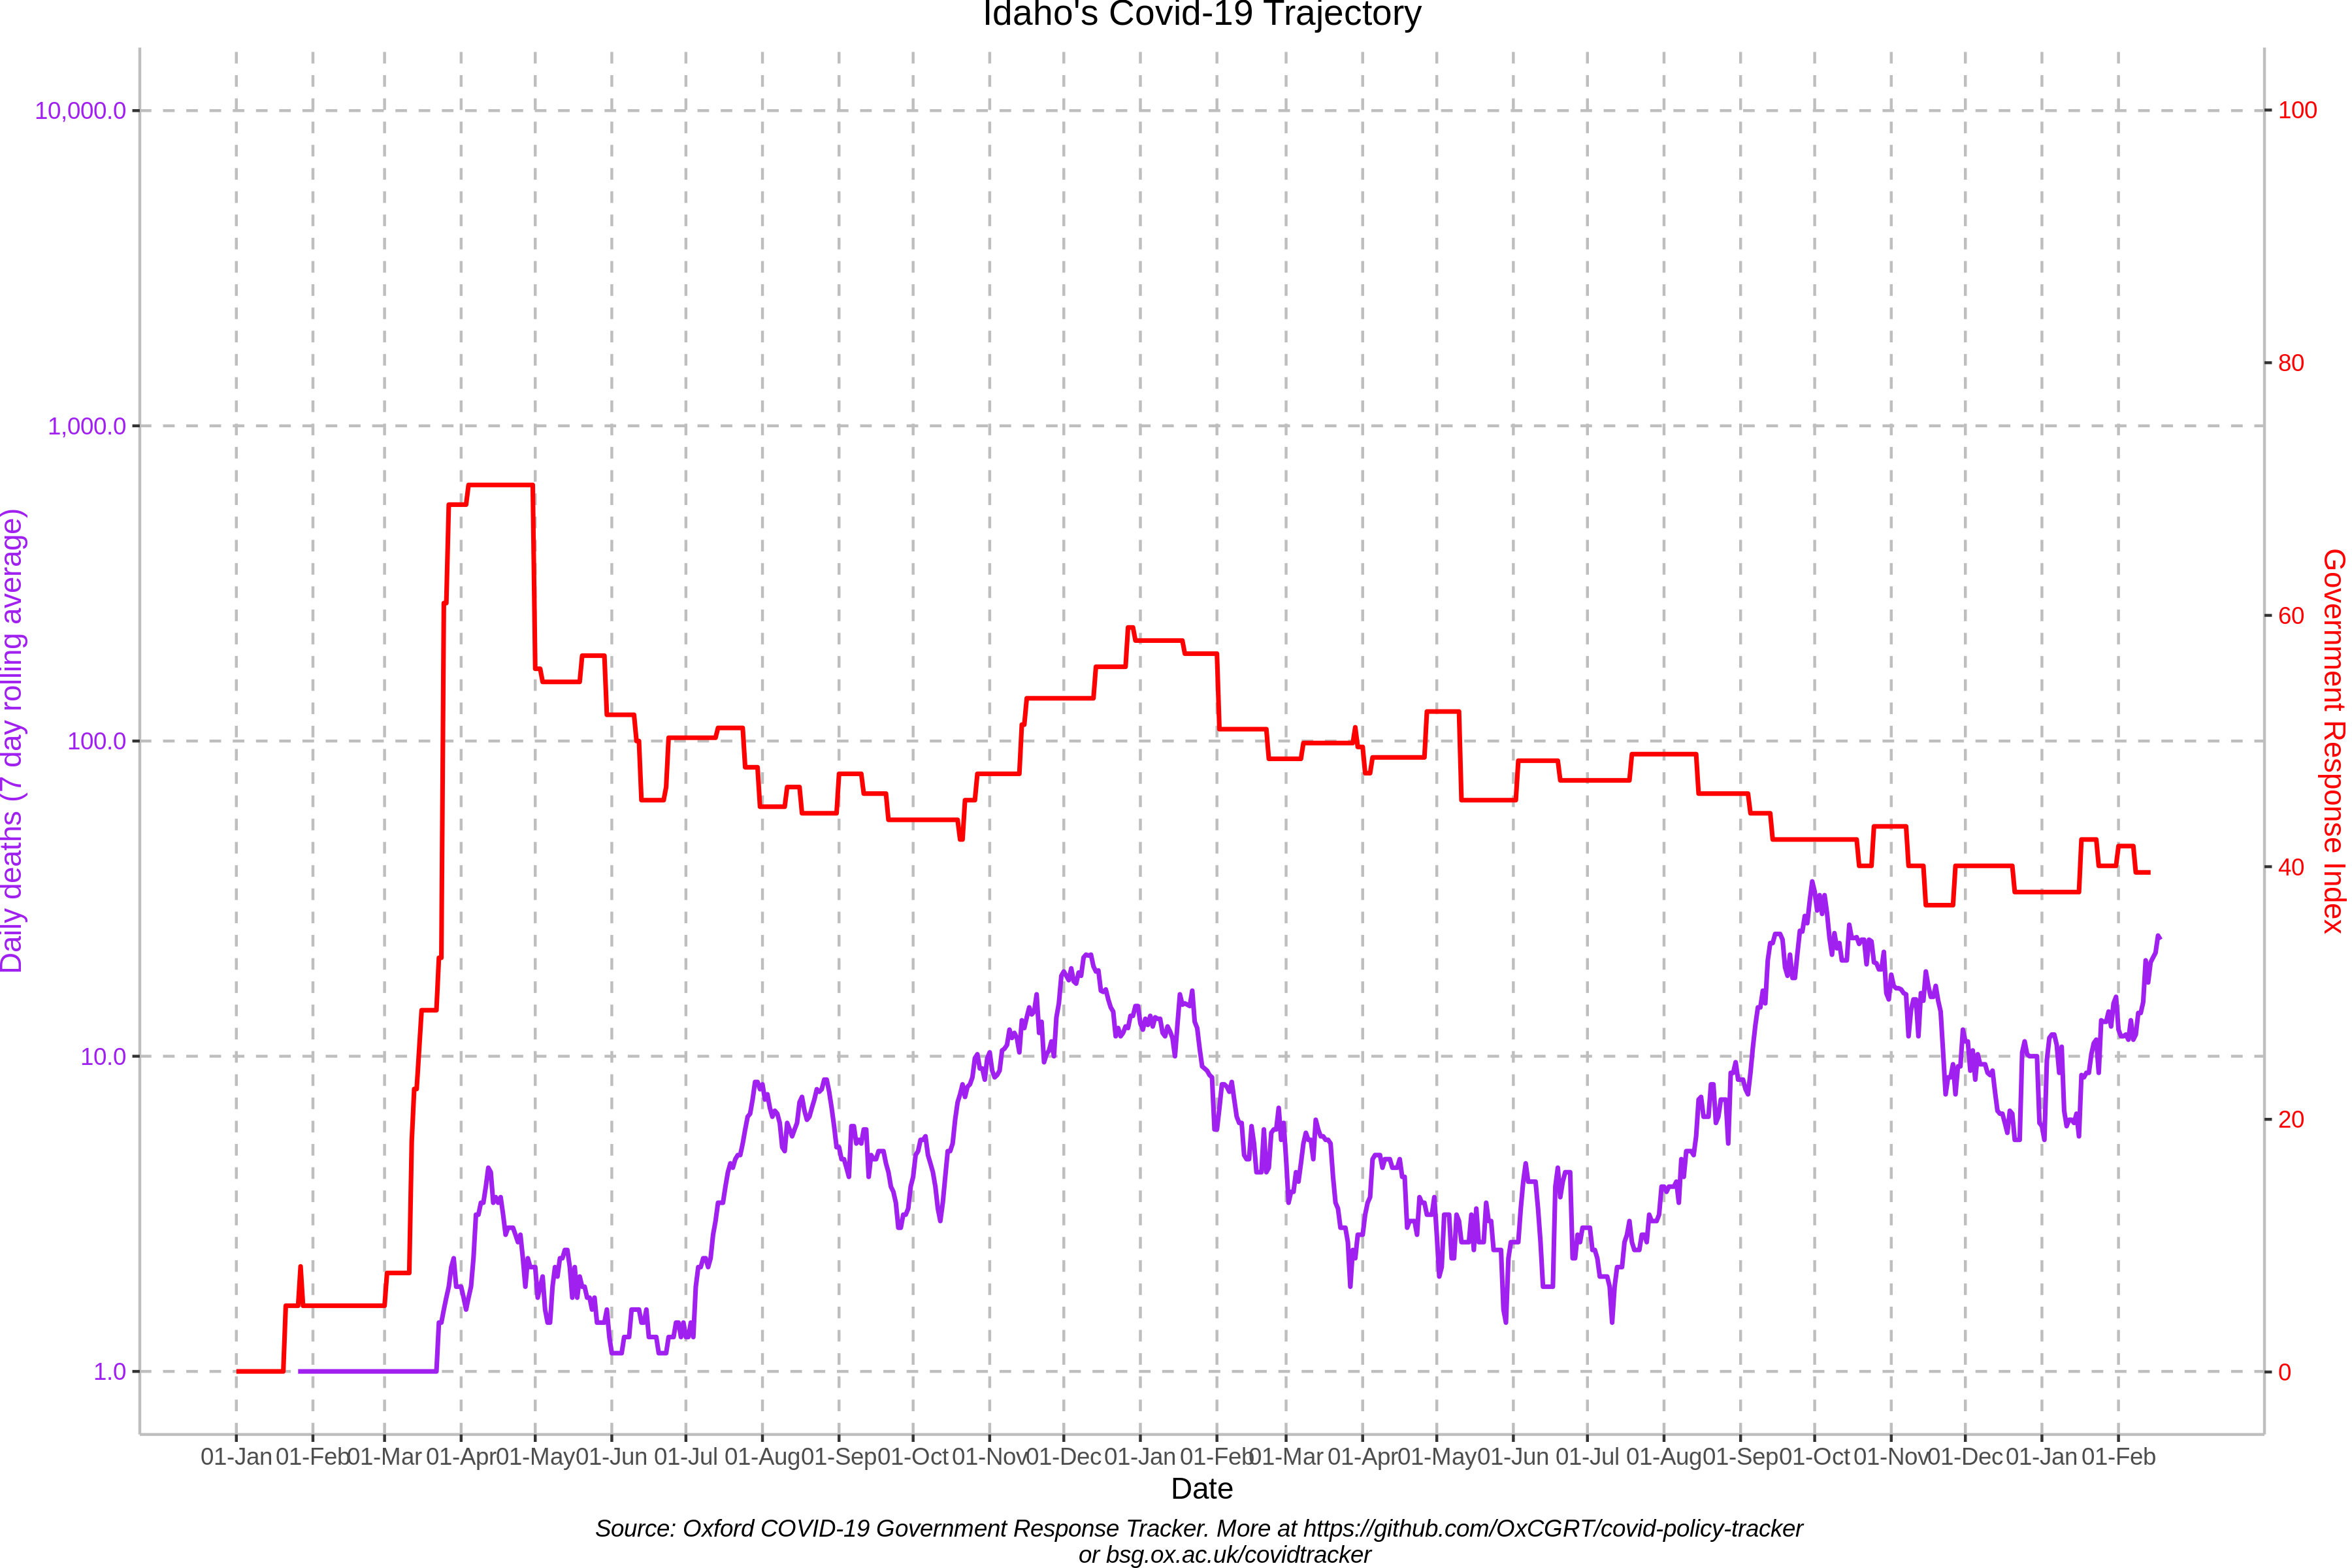 Idaho's Covid-19 Trajectory
10,000.0
1,000.0
100.0
10.0
1.0
Daily deaths (7 day rolling average)
100
80
60
40
20
0
Government Response Index
01-Jan 01-Feb 01-Mar 01-Apr 01-May 01-Jun 01-Jul 01-Aug 01-Sep 01-Oct 01-Nov 01-Dec 01-Jan 01-Feb 01-Mar 01-Apr 01-May 01-Jun 01-Jul 01-Aug 01-Sep 01-Oct 01-Nov 01-Dec 01-Jan 01-Feb
Date
Source: Oxford COVID-19 Government Response Tracker. More at https://github.com/OxCGRT/covid-policy-tracker
or bsg.ox.ac.uk/covidtracker